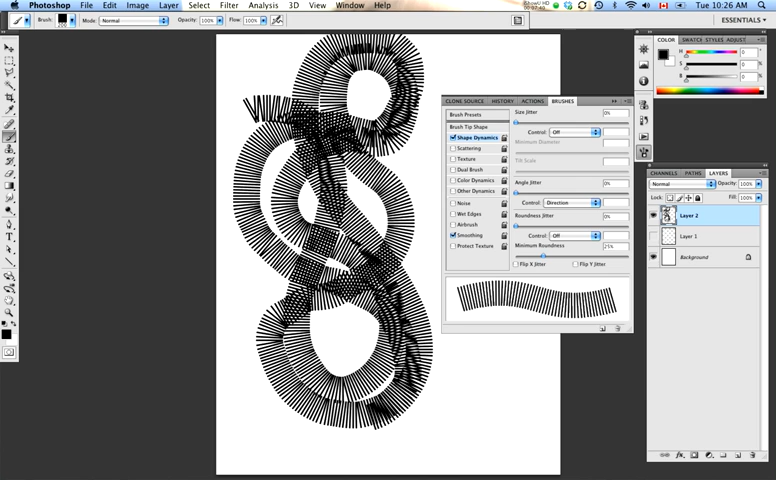 Photoshop File Edit Image Layer Select Filter Analysis 3D View Window Help Tue 10:26 AM
Brush: Mode: Normal Opacity: 100% Flow: 100% ESSENTIALS
COLOR SWATCH STYLES ADJUST
H 0 °
S 0 %
B 0 %
CLONE SOURCE HISTORY ACTIONS BRUSHES
Brush Presets
Brush Tip Shape
Shape Dynamics
Scattering
Texture
Dual Brush
Color Dynamics
Other Dynamics
Noise
Wet Edges
Airbrush
Smoothing
Protect Texture
Size Jitter 0%
Control: Off
Minimum Diameter
Tilt Scale
Angle Jitter 0%
Control: Direction
Roundness Jitter 0%
Control: Off
Minimum Roundness 25%
Flip X Jitter Flip Y Jitter
CHANNELS PATHS LAYERS
Normal Opacity: 100%
Lock: Fill: 100%
Layer 2
Layer 1
Background